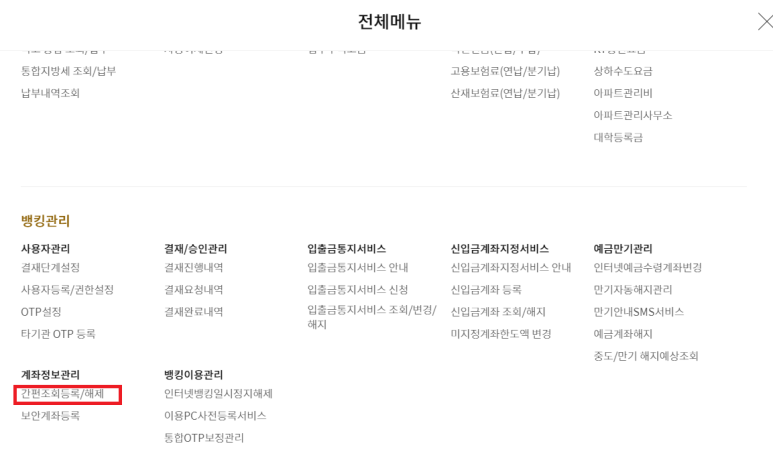 전체메뉴
통합지방세 조회/납부
고용보험료(연납/분기납)
상하수도요금
납부내역조회
산재보험료(연납/분기납)
아파트관리비
아파트관리사무소
대학등록금
뱅킹관리
사용자관리
결재단계설정
사용자등록/권한설정
OTP설정
타기관 OTP 등록
결재/승인관리
결재진행내역
결재요청내역
결재완료내역
입출금통지서비스
입출금통지서비스 안내
입출금통지서비스 신청
입출금통지서비스 조회/변경/
해지
신입금계좌지정서비스
신입금계좌지정서비스 안내
신입금계좌 등록
신입금계좌 조회/해지
미지정계좌한도액 변경
예금만기관리
인터넷예금수령계좌변경
만기자동해지관리
만기안내SMS서비스
예금계좌해지
중도/만기 해지예상조회
계좌정보관리
간편조회등록/해제
보안계좌등록
뱅킹이용관리
인터넷뱅킹일시정지해제
이용PC사전등록서비스
통합OTP보정관리